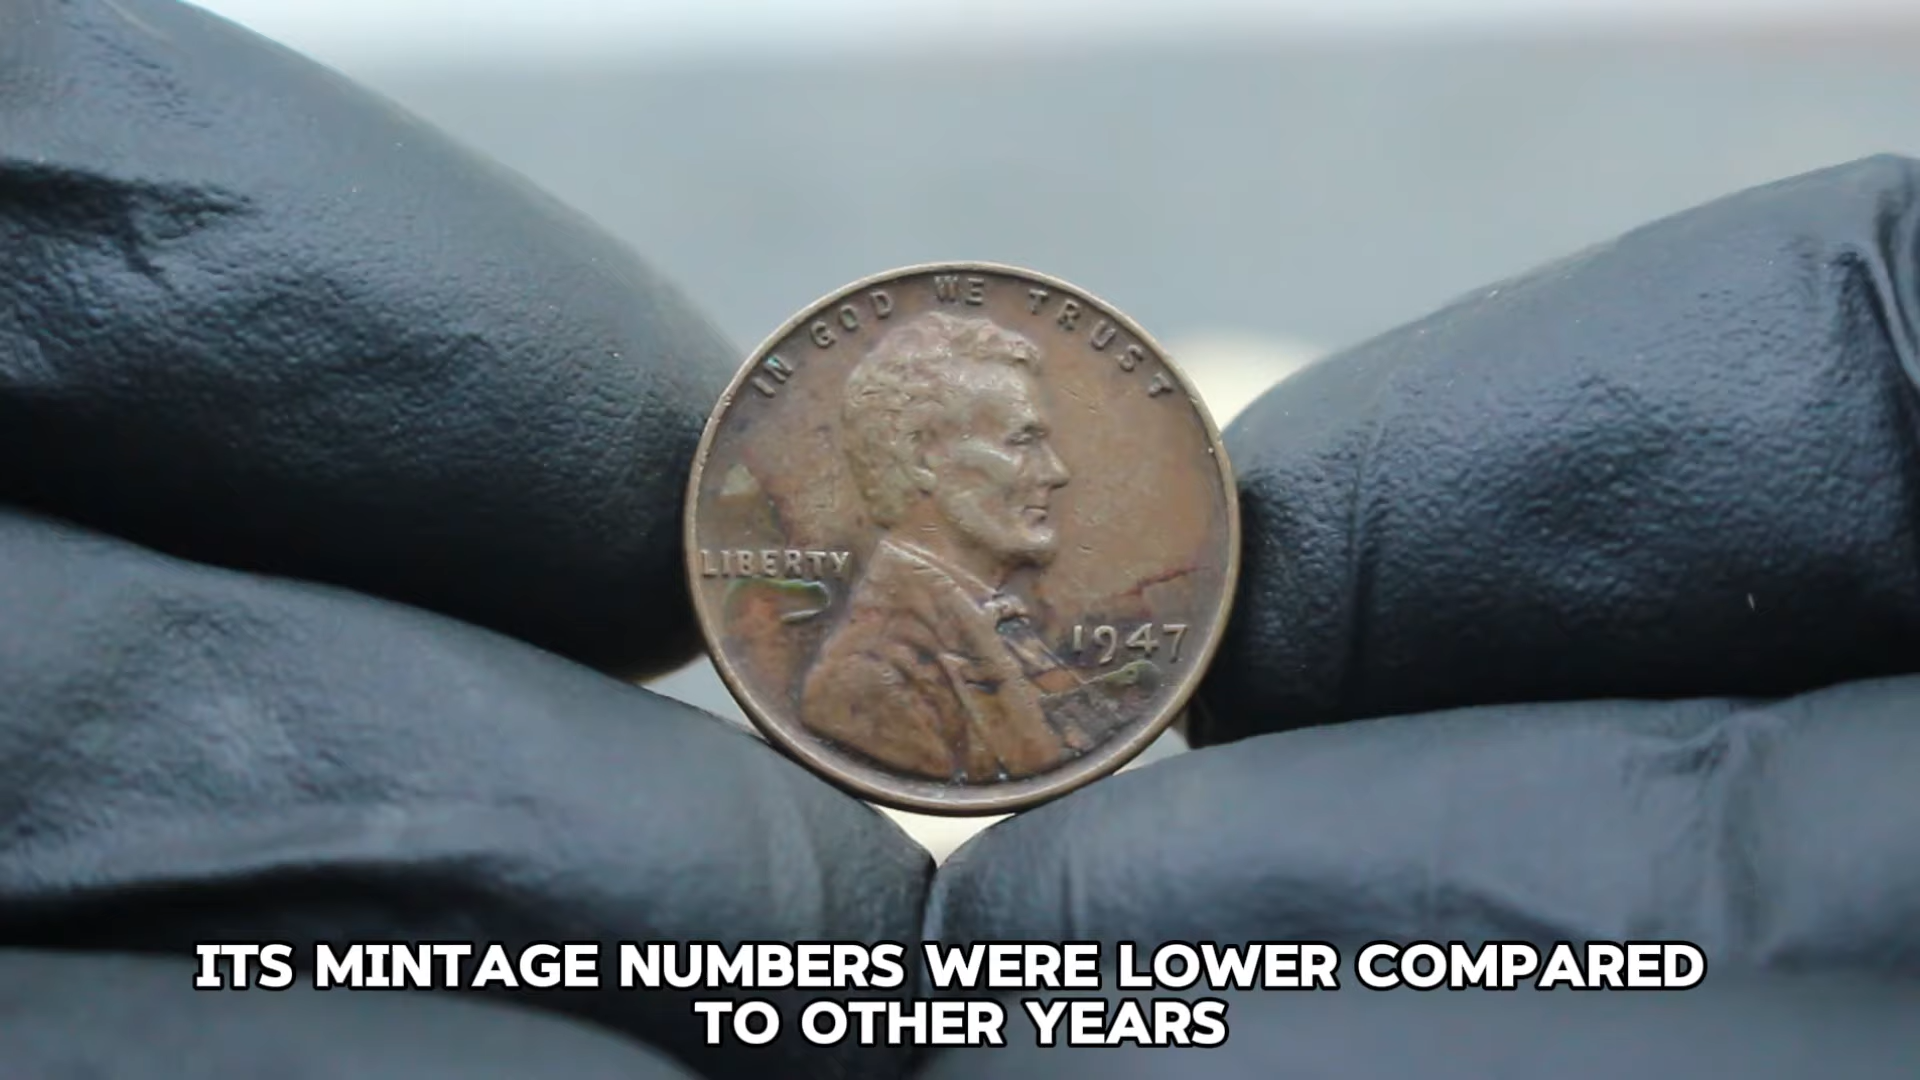 IN GOD WE TRUST
LIBERTY
1947
ITS MINTAGE NUMBERS WERE LOWER COMPARED
TO OTHER YEARS